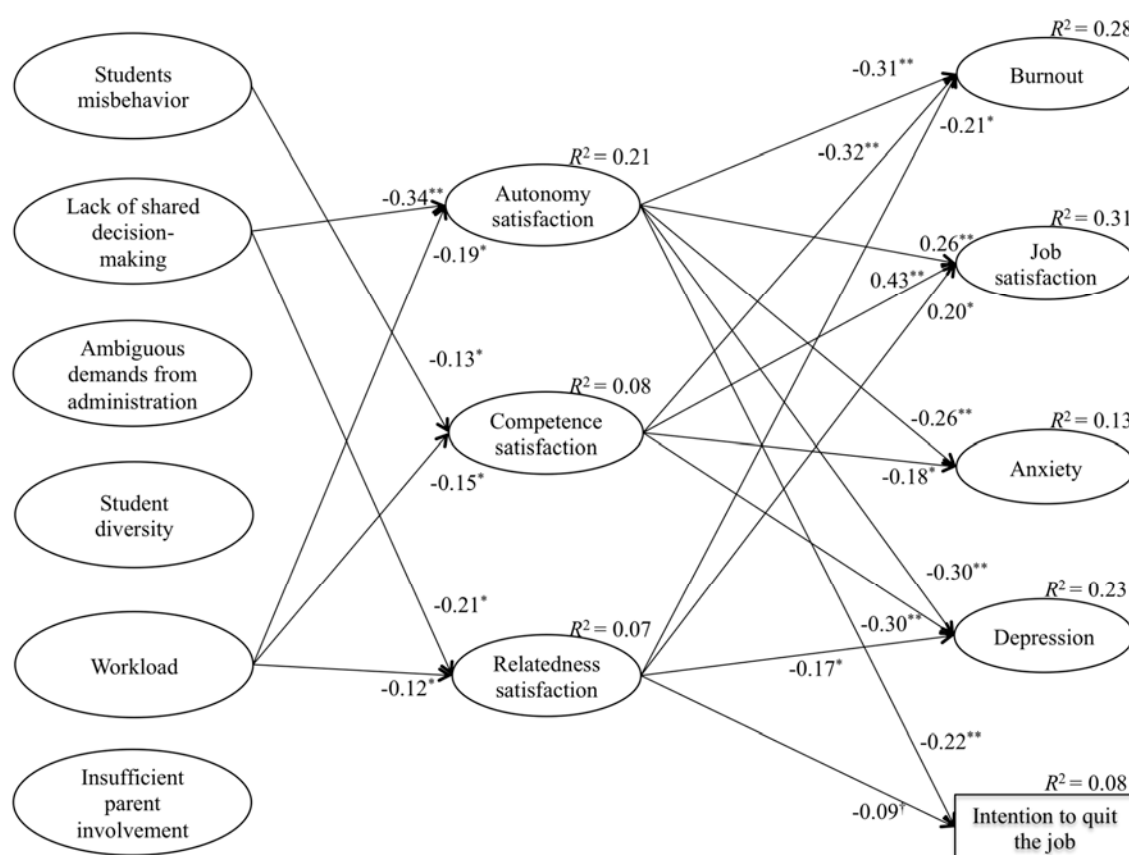 Students
misbehavior
Lack of shared
decision-
making
Ambiguous
demands from
administration
Student
diversity
Workload
Insufficient
parent
involvement
-0.34**
-0.19*
-0.13*
-0.15*
-0.21*
-0.12*
R² = 0.21
Autonomy
satisfaction
R² = 0.08
Competence
satisfaction
R² = 0.07
Relatedness
satisfaction
-0.31**
-0.32**
-0.21*
0.26**
0.43**
0.20*
-0.26**
-0.18*
-0.30**
-0.30**
-0.17*
-0.22**
-0.09†
R² = 0.28
Burnout
R² = 0.31
Job
satisfaction
R² = 0.13
Anxiety
R² = 0.23
Depression
R² = 0.08
Intention to quit
the job